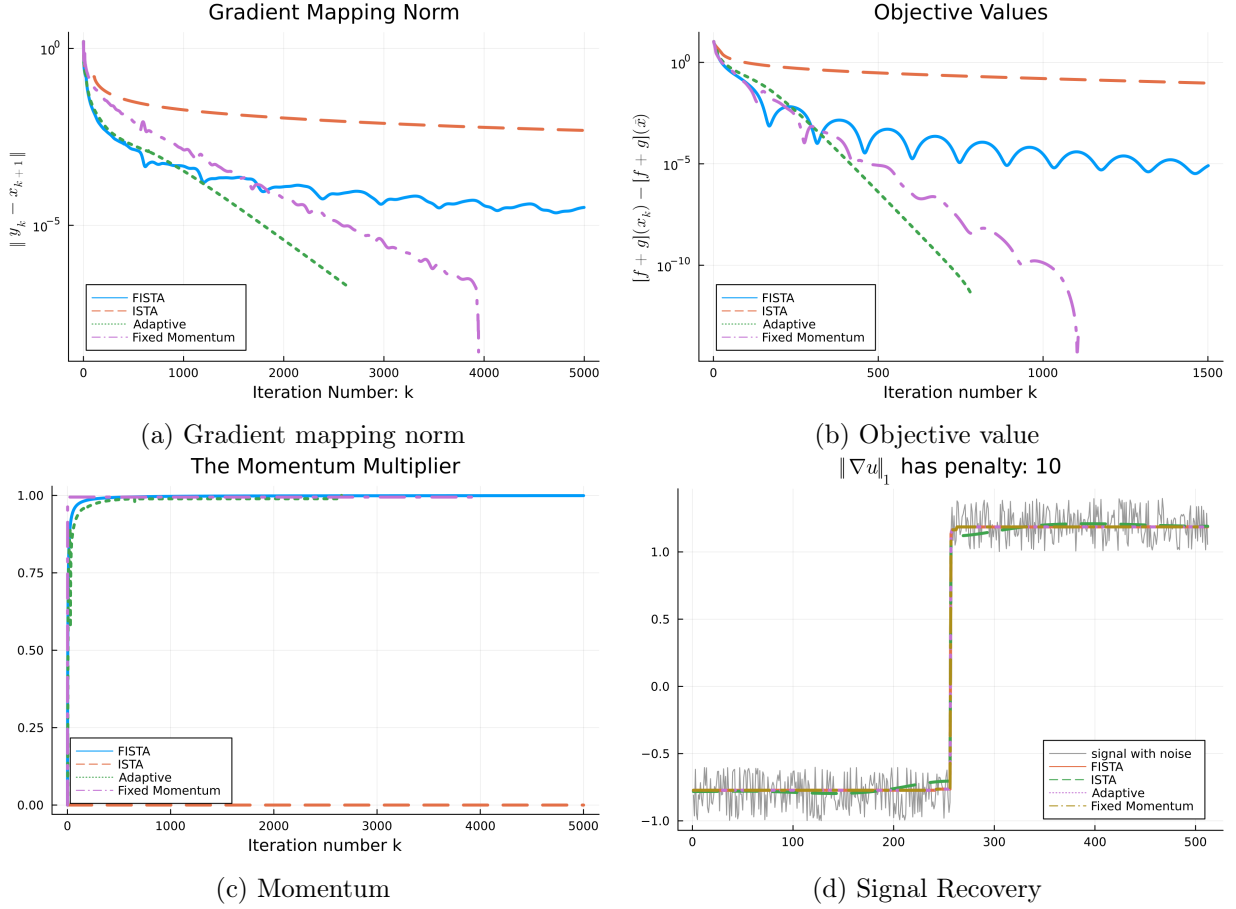 Gradient Mapping Norm
‖ y_k − x_{k+1} ‖
10^0
10^{-5}
0 1000 2000 3000 4000 5000
Iteration Number: k
FISTA
ISTA
Adaptive
Fixed Momentum
(a) Gradient mapping norm
Objective Values
[f + g](x_k) − [f + g](x̄)
10^0
10^{-5}
10^{-10}
0 500 1000 1500
Iteration number k
FISTA
ISTA
Adaptive
Fixed Momentum
(b) Objective value
The Momentum Multiplier
1.00
0.75
0.50
0.25
0.00
FISTA
ISTA
Adaptive
Fixed Momentum
0 1000 2000 3000 4000 5000
Iteration number k
(c) Momentum
‖∇u‖_1 has penalty: 10
1.0
0.5
0.0
−0.5
−1.0
signal with noise
FISTA
ISTA
Adaptive
Fixed Momentum
0 100 200 300 400 500
(d) Signal Recovery